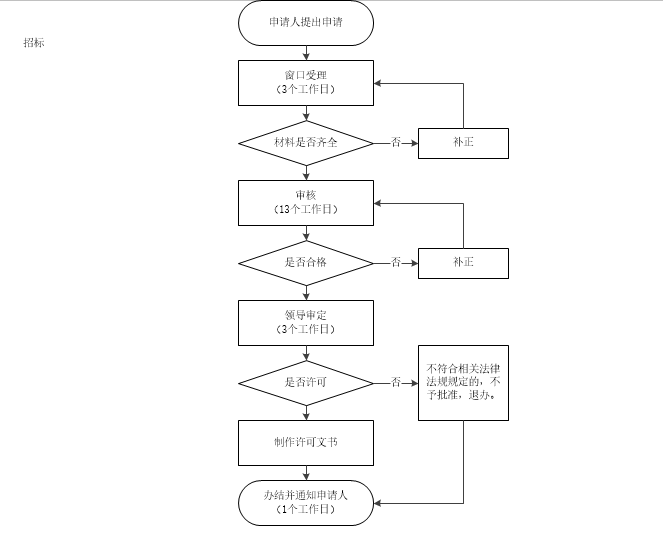 申请人提出申请
招标
窗口受理
（3个工作日）
材料是否齐全
否
补正
审核
（13个工作日）
是否合格
否
补正
领导审定
（3个工作日）
是否许可
否
不符合相关法律
法规规定的，不
予批准，退办。
制作许可文书
办结并通知申请人
（1个工作日）